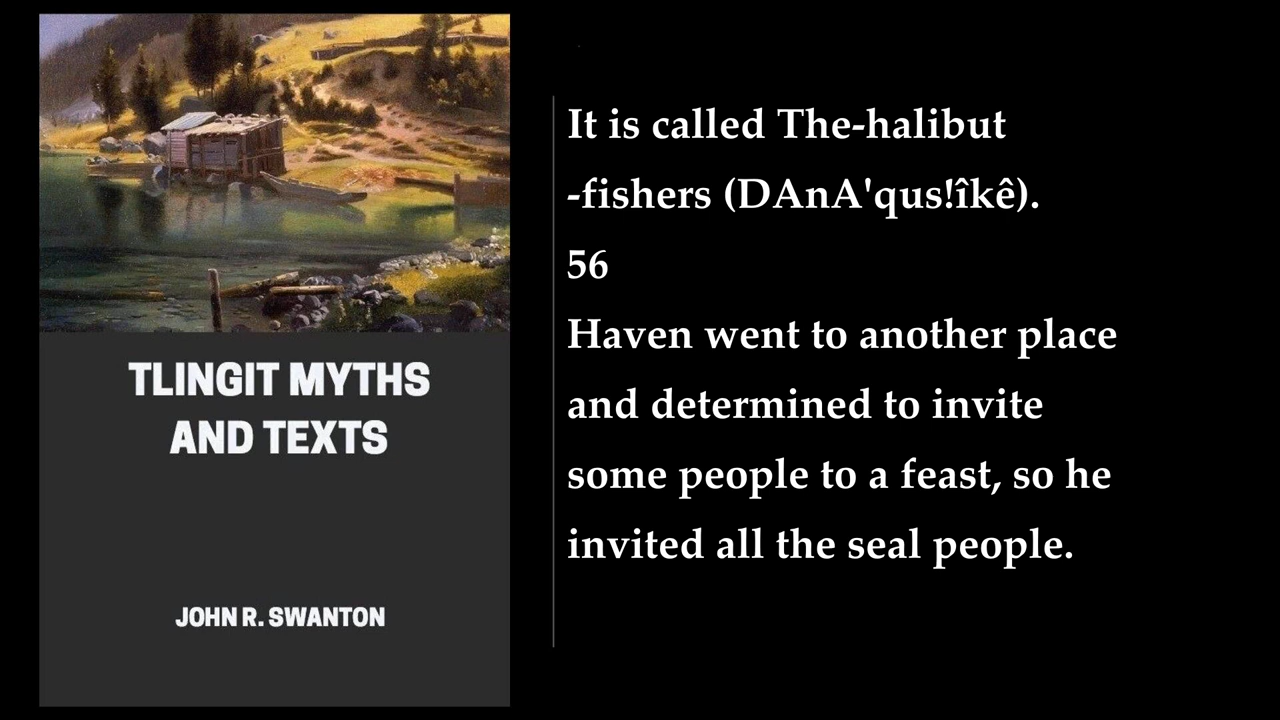 TLINGIT MYTHS
AND TEXTS
JOHN R. SWANTON
It is called The-halibut
-fishers (DAnA'qus!îkê).
56
Haven went to another place
and determined to invite
some people to a feast, so he
invited all the seal people.